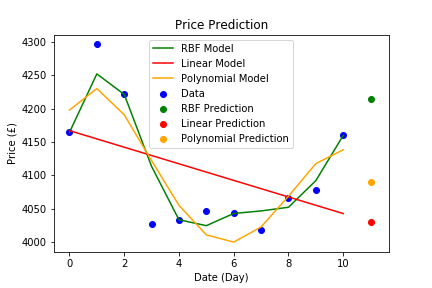 Price Prediction
Price (£)
4300
4250
4200
4150
4100
4050
4000
RBF Model
Linear Model
Polynomial Model
Data
RBF Prediction
Linear Prediction
Polynomial Prediction
0 2 4 6 8 10
Date (Day)